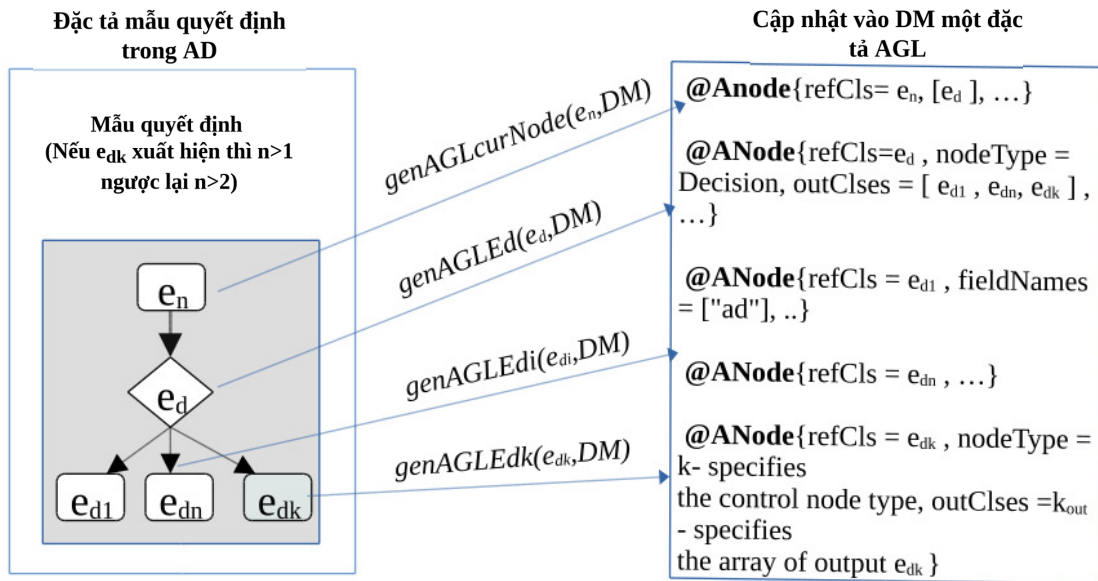 Đặc tả mẫu quyết định
trong AD
Mẫu quyết định
(Nếu edk xuất hiện thì n>1
ngược lại n>2)
en
ed
ed1
edn
edk
genAGLcurNode(en,DM)
genAGLEd(ed,DM)
genAGLEdi(edi,DM)
genAGLEdk(edk,DM)
Cập nhật vào DM một đặc
tả AGL
@Anode{refCls= en, [ed ], …}
@ANode{refCls=ed , nodeType =
Decision, outClses = [ ed1 , edn, edk ] ,
…}
@ANode{refCls = ed1 , fieldNames
= ["ad"], ..}
@ANode{refCls = edn , …}
@ANode{refCls = edk , nodeType =
k- specifies
the control node type, outClses =kout
- specifies
the array of output edk }